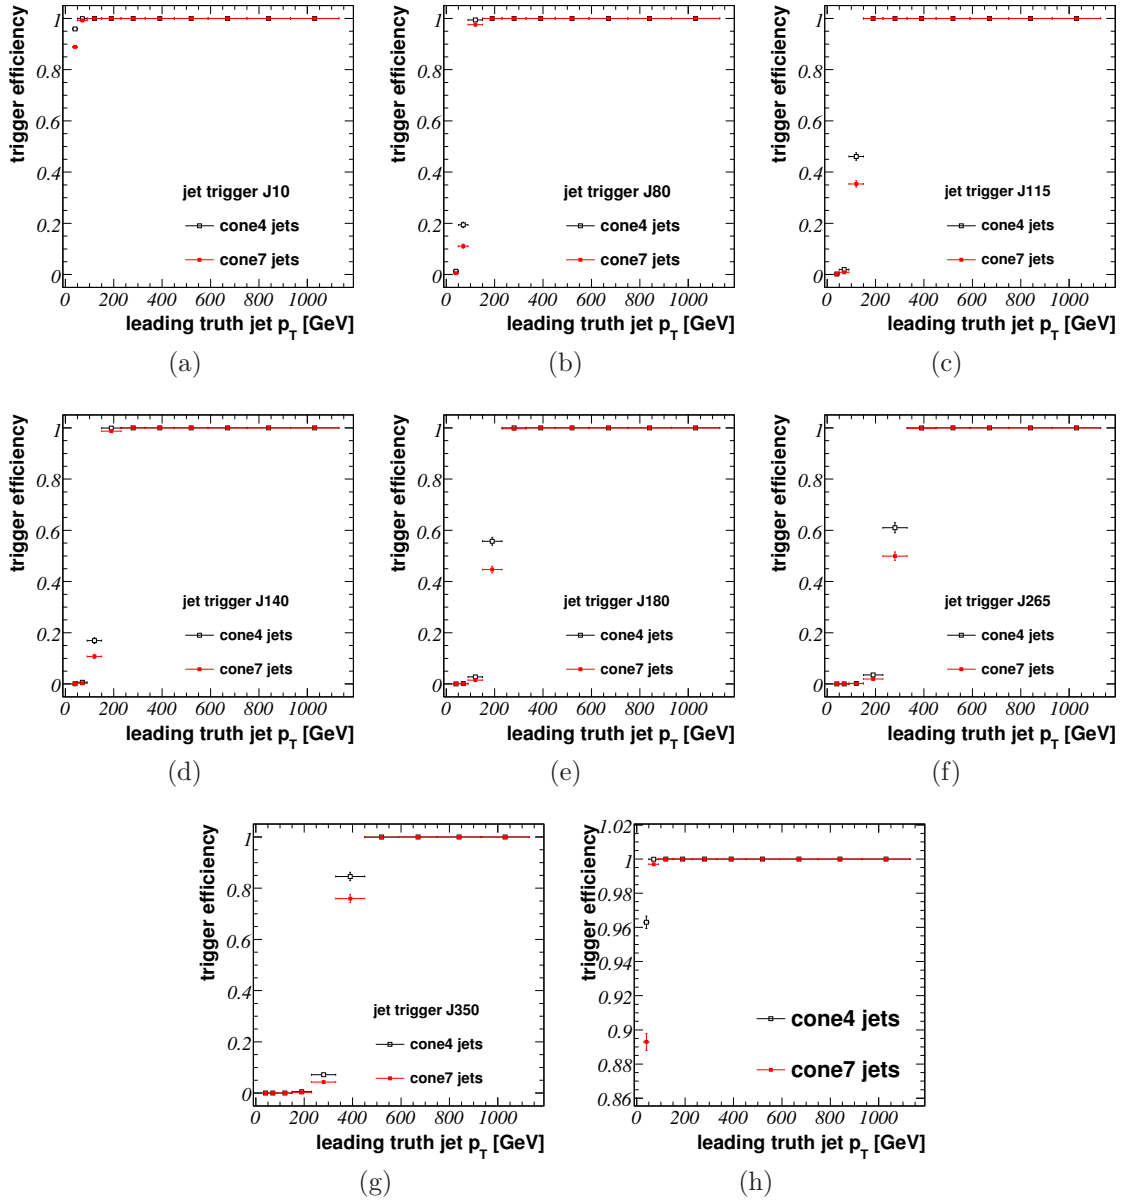 trigger efficiency
1
0.8
0.6
0.4
0.2
0
jet trigger J10
cone4 jets
cone7 jets
0 200 400 600 800 1000
leading truth jet p_T [GeV]
(a)
trigger efficiency
1
0.8
0.6
0.4
0.2
0
jet trigger J80
cone4 jets
cone7 jets
0 200 400 600 800 1000
leading truth jet p_T [GeV]
(b)
trigger efficiency
1
0.8
0.6
0.4
0.2
0
jet trigger J115
cone4 jets
cone7 jets
0 200 400 600 800 1000
leading truth jet p_T [GeV]
(c)
trigger efficiency
1
0.8
0.6
0.4
0.2
0
jet trigger J140
cone4 jets
cone7 jets
0 200 400 600 800 1000
leading truth jet p_T [GeV]
(d)
trigger efficiency
1
0.8
0.6
0.4
0.2
0
jet trigger J180
cone4 jets
cone7 jets
0 200 400 600 800 1000
leading truth jet p_T [GeV]
(e)
trigger efficiency
1
0.8
0.6
0.4
0.2
0
jet trigger J265
cone4 jets
cone7 jets
0 200 400 600 800 1000
leading truth jet p_T [GeV]
(f)
trigger efficiency
1
0.8
0.6
0.4
0.2
0
jet trigger J350
cone4 jets
cone7 jets
0 200 400 600 800 1000
leading truth jet p_T [GeV]
(g)
trigger efficiency
1.02
1
0.98
0.96
0.94
0.92
0.9
0.88
0.86
cone4 jets
cone7 jets
0 200 400 600 800 1000
leading truth jet p_T [GeV]
(h)